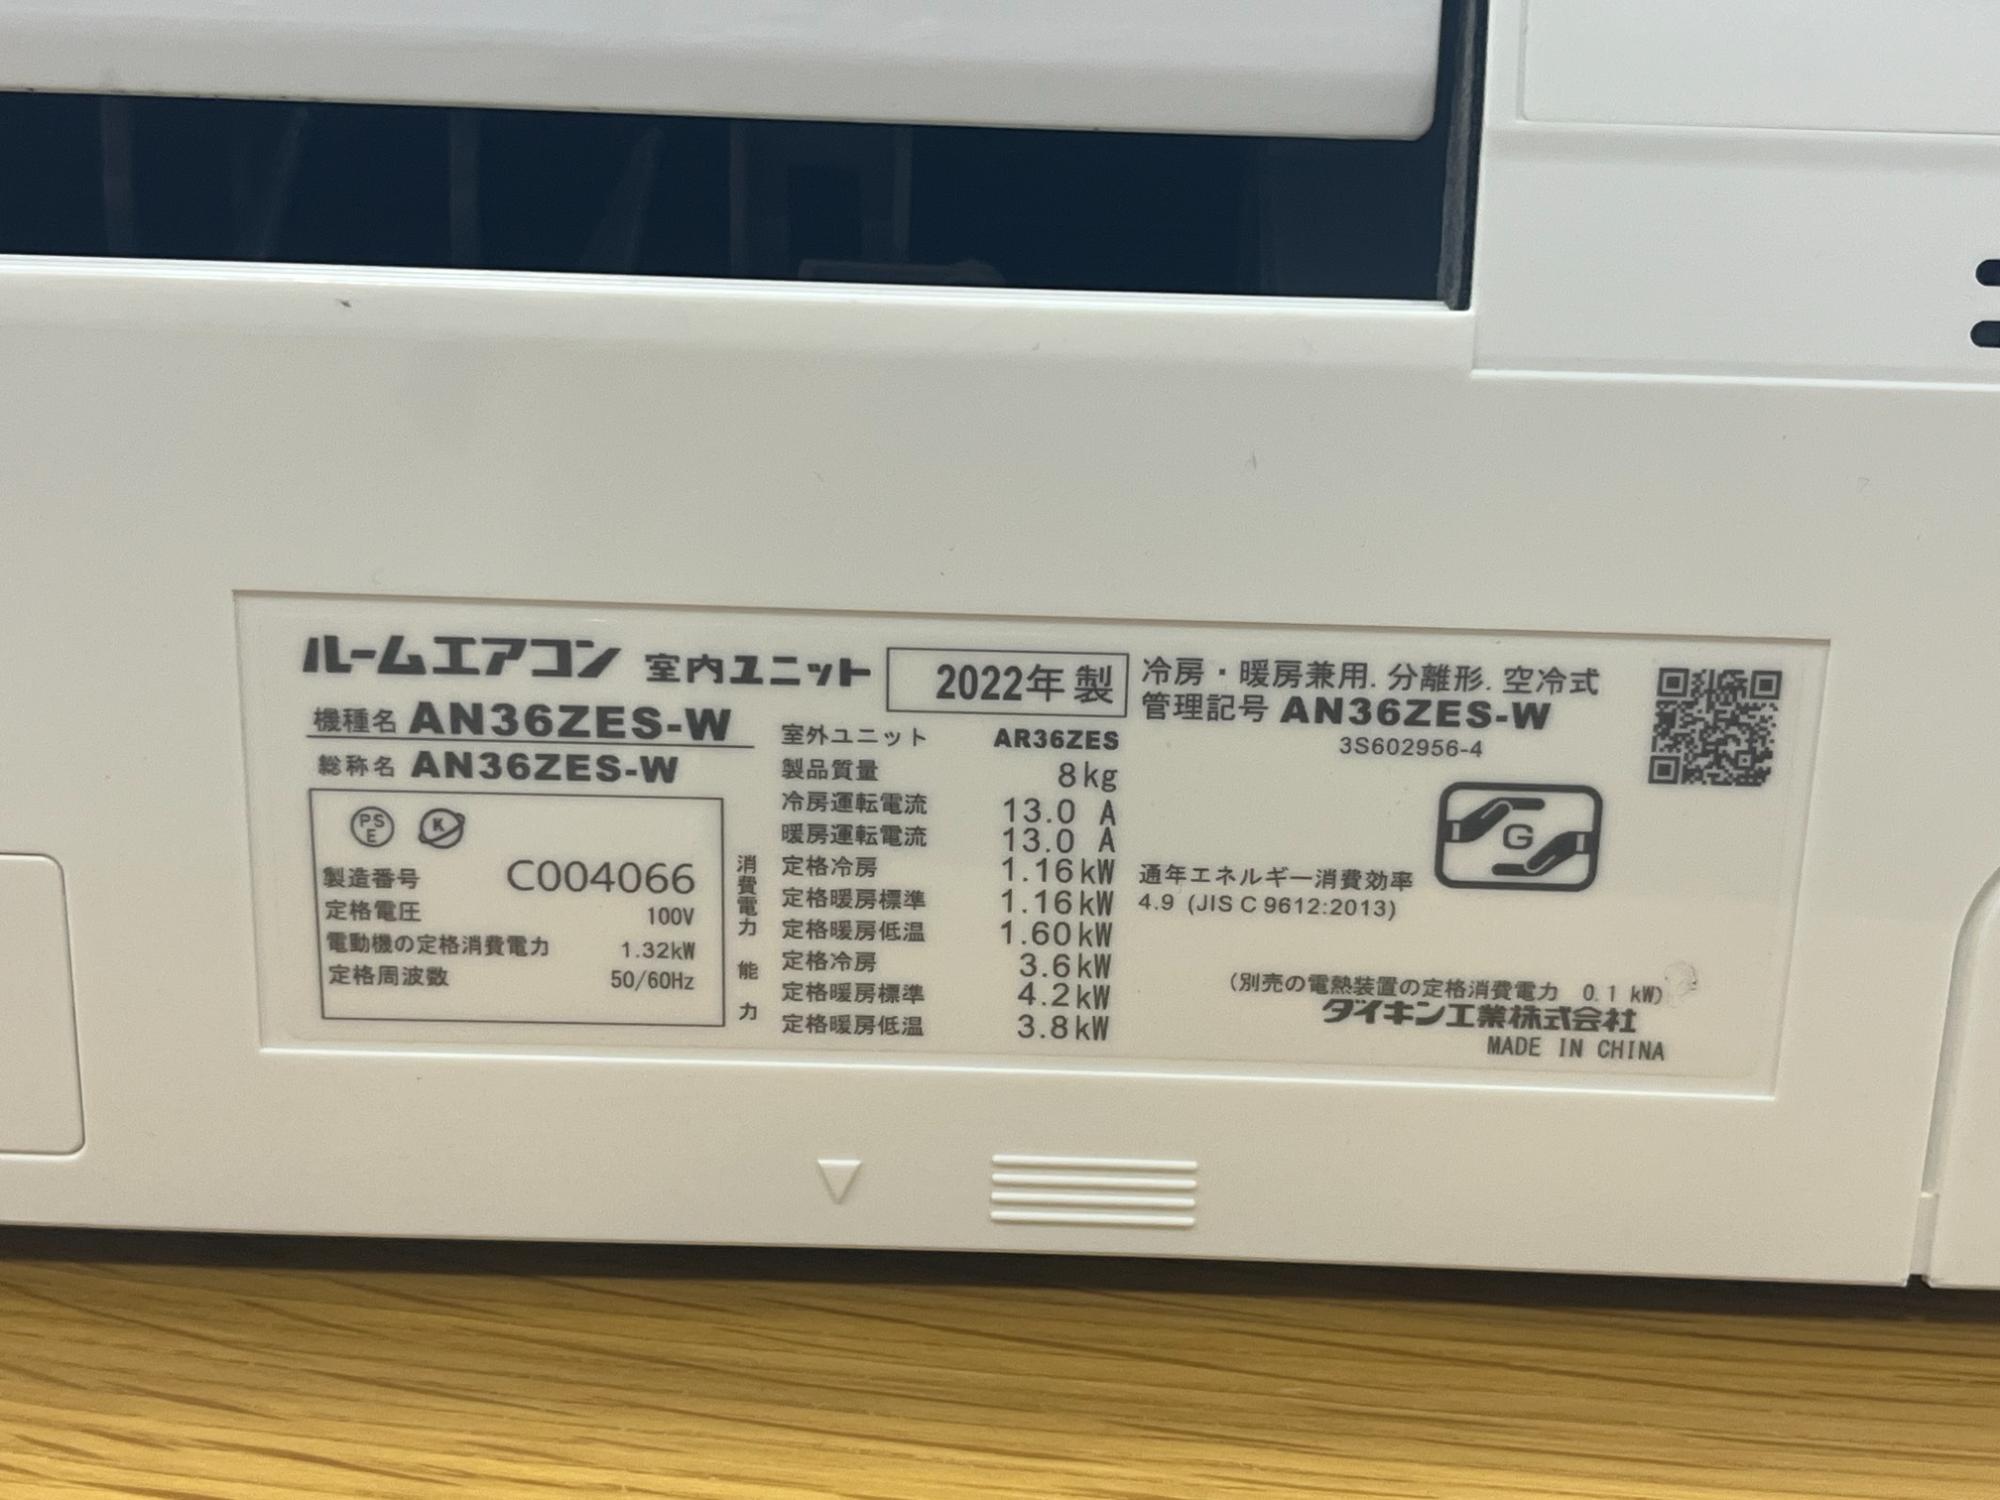 ルームエアコン 室内ユニット 2022年 製
機種名 AN36ZES-W
総称名 AN36ZES-W
PS
E
K
製造番号 C004066
定格電圧 100V
電動機の定格消費電力 1.32kW
定格周波数 50/60Hz
室外ユニット AR36ZES
製品質量 8kg
冷房運転電流 13.0 A
暖房運転電流 13.0 A
消費電力
定格冷房 1.16kW
定格暖房標準 1.16kW
定格暖房低温 1.60kW
能力
定格冷房 3.6kW
定格暖房標準 4.2kW
定格暖房低温 3.8kW
冷房・暖房兼用. 分離形. 空冷式
管理記号 AN36ZES-W
3S602956-4
G
通年エネルギー消費効率
4.9 (JIS C 9612:2013)
(別売の電熱装置の定格消費電力 0.1 kW)
ダイキン工業株式会社
MADE IN CHINA